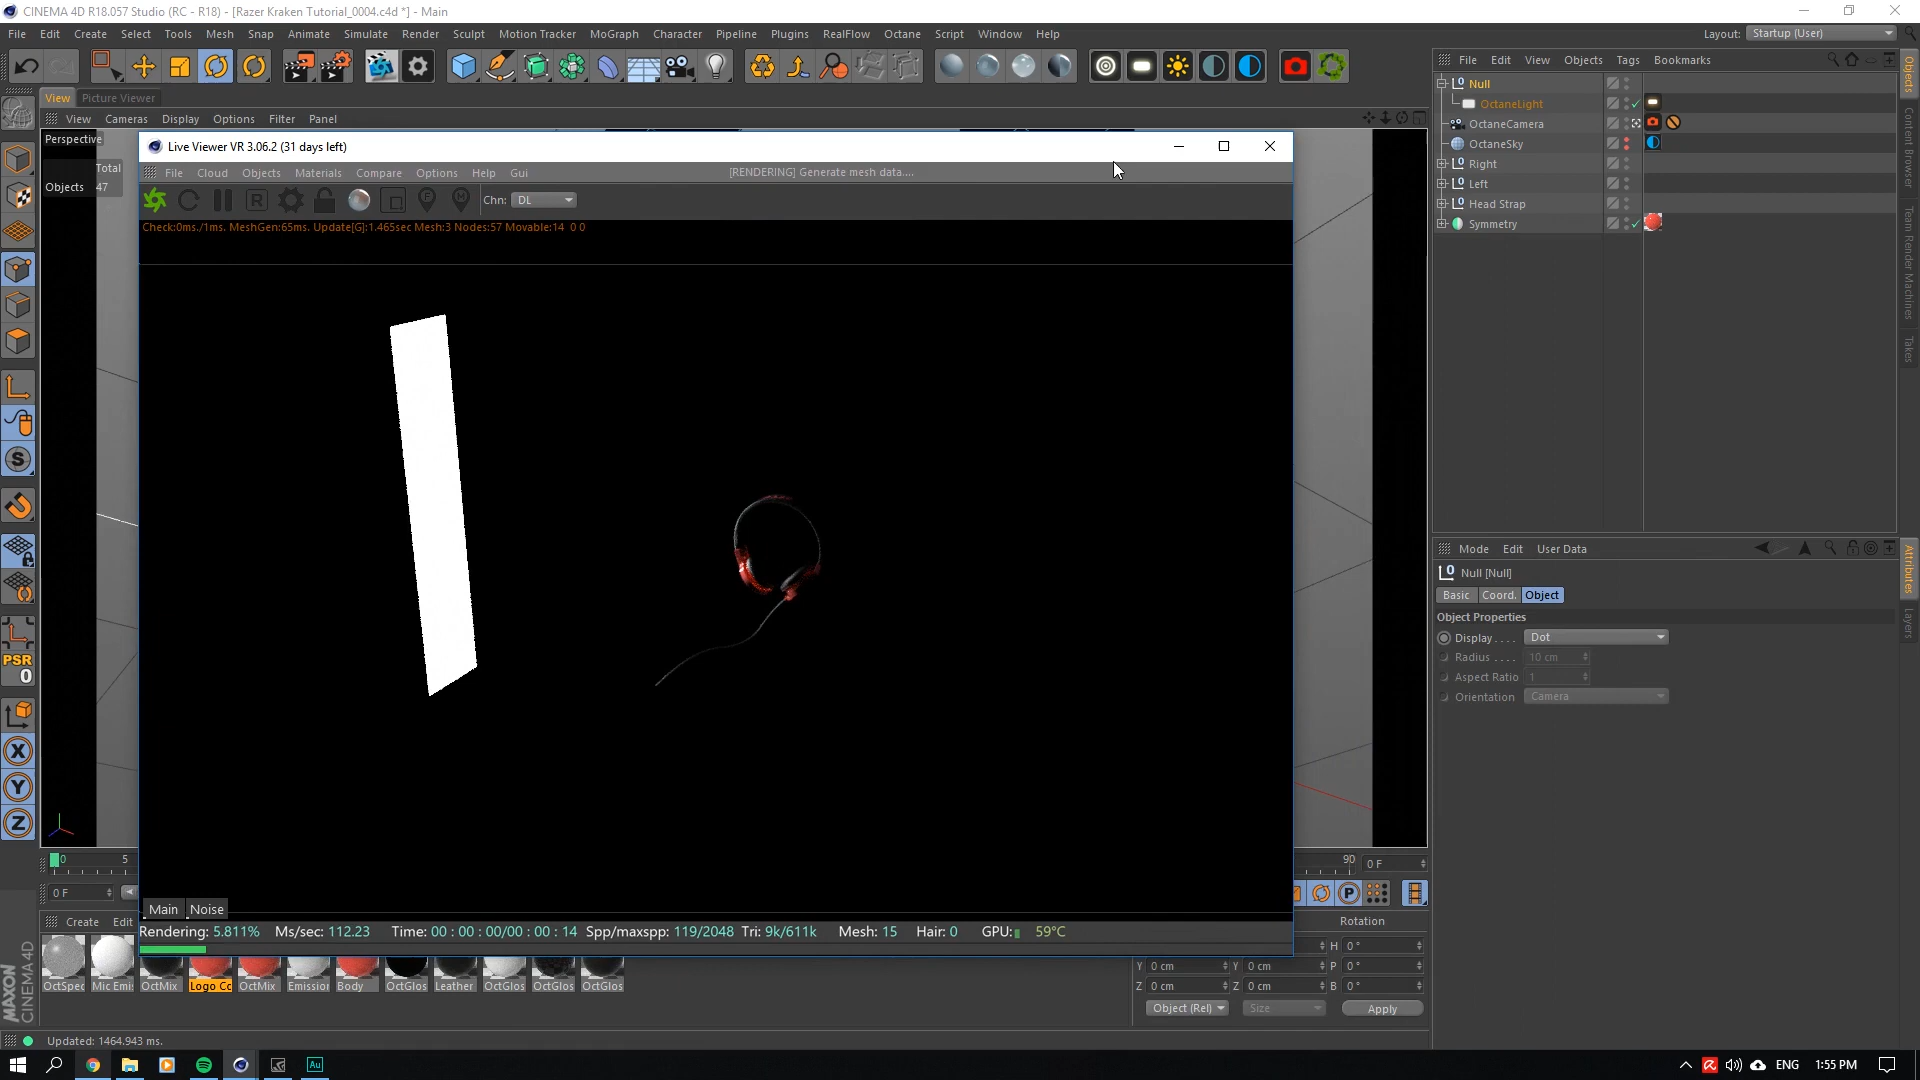 CINEMA 4D R18.057 Studio (RC - R18) - [Razer Kraken Tutorial_0004.c4d *] - Main
File Edit Create Select Tools Mesh Snap Animate Simulate Render Sculpt Motion Tracker MoGraph Character Pipeline Plugins RealFlow Octane Script Window Help
Layout: Startup (User)
View Picture Viewer
View Cameras Display Options Filter Panel
Perspective
Total
Objects 47
Live Viewer VR 3.06.2 (31 days left)
File Cloud Objects Materials Compare Options Help Gui
[RENDERING] Generate mesh data....
Chn: DL
Check:0ms./1ms. MeshGen:65ms. Update[G]:1.465sec Mesh:3 Nodes:57 Movable:14 0 0
Main Noise
Rendering: 5.811% Ms/sec: 112.23 Time: 00 : 00 : 00/00 : 00 : 14 Spp/maxspp: 119/2048 Tri: 9k/611k Mesh: 15 Hair: 0 GPU: 59°C
File Edit View Objects Tags Bookmarks
Null
OctaneLight
OctaneCamera
OctaneSky
Right
Left
Head Strap
Symmetry
Objects
Content Browser
Team Render Machines
Takes
Mode Edit User Data
Null [Null]
Basic Coord. Object
Object Properties
Display . . . . Dot
Radius . . . . 10 cm
Aspect Ratio 1
Orientation Camera
Attributes
Layers
PSR
0
X
Y
Z
0 5
90 0 F
0 F
P
Create Edit
OctSpec Mic Emis OctMix Logo Cc OctMix Emission Body OctGlos Leather OctGlos OctGlos OctGlos
Rotation
H 0 °
Y 0 cm Y 0 cm P 0 °
Z 0 cm Z 0 cm B 0 °
Object (Rel) Size Apply
MAXON
CINEMA 4D
Updated: 1464.943 ms.
Au
ENG 1:55 PM